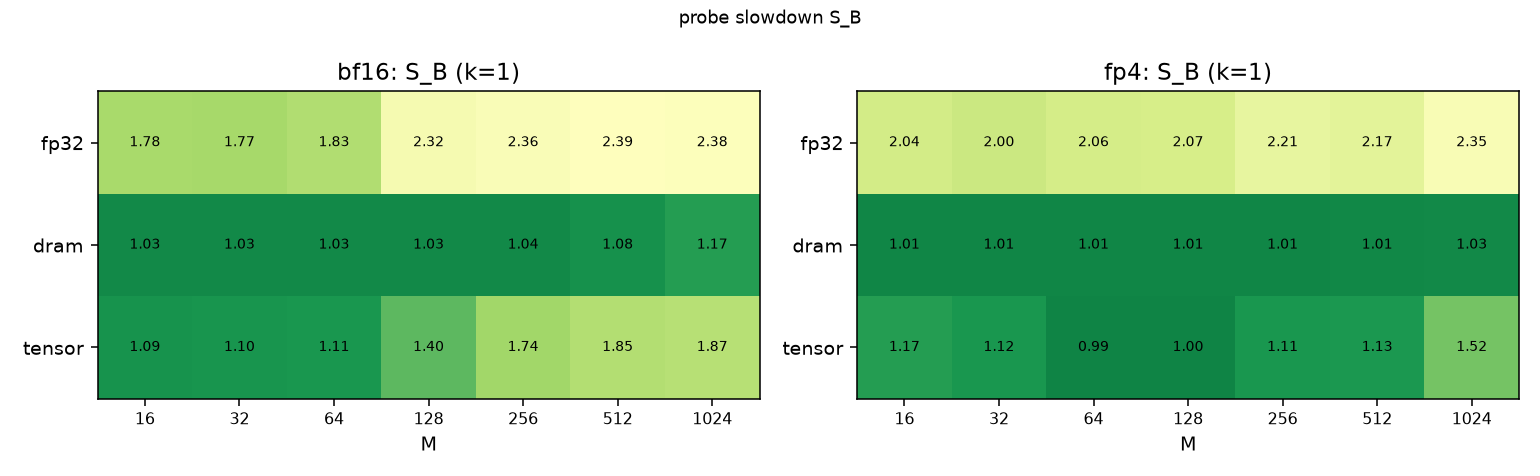 probe slowdown S_B
bf16: S_B (k=1)
fp32 1.78 1.77 1.83 2.32 2.36 2.39 2.38
dram 1.03 1.03 1.03 1.03 1.04 1.08 1.17
tensor 1.09 1.10 1.11 1.40 1.74 1.85 1.87
16 32 64 128 256 512 1024
M
fp4: S_B (k=1)
fp32 2.04 2.00 2.06 2.07 2.21 2.17 2.35
dram 1.01 1.01 1.01 1.01 1.01 1.01 1.03
tensor 1.17 1.12 0.99 1.00 1.11 1.13 1.52
16 32 64 128 256 512 1024
M